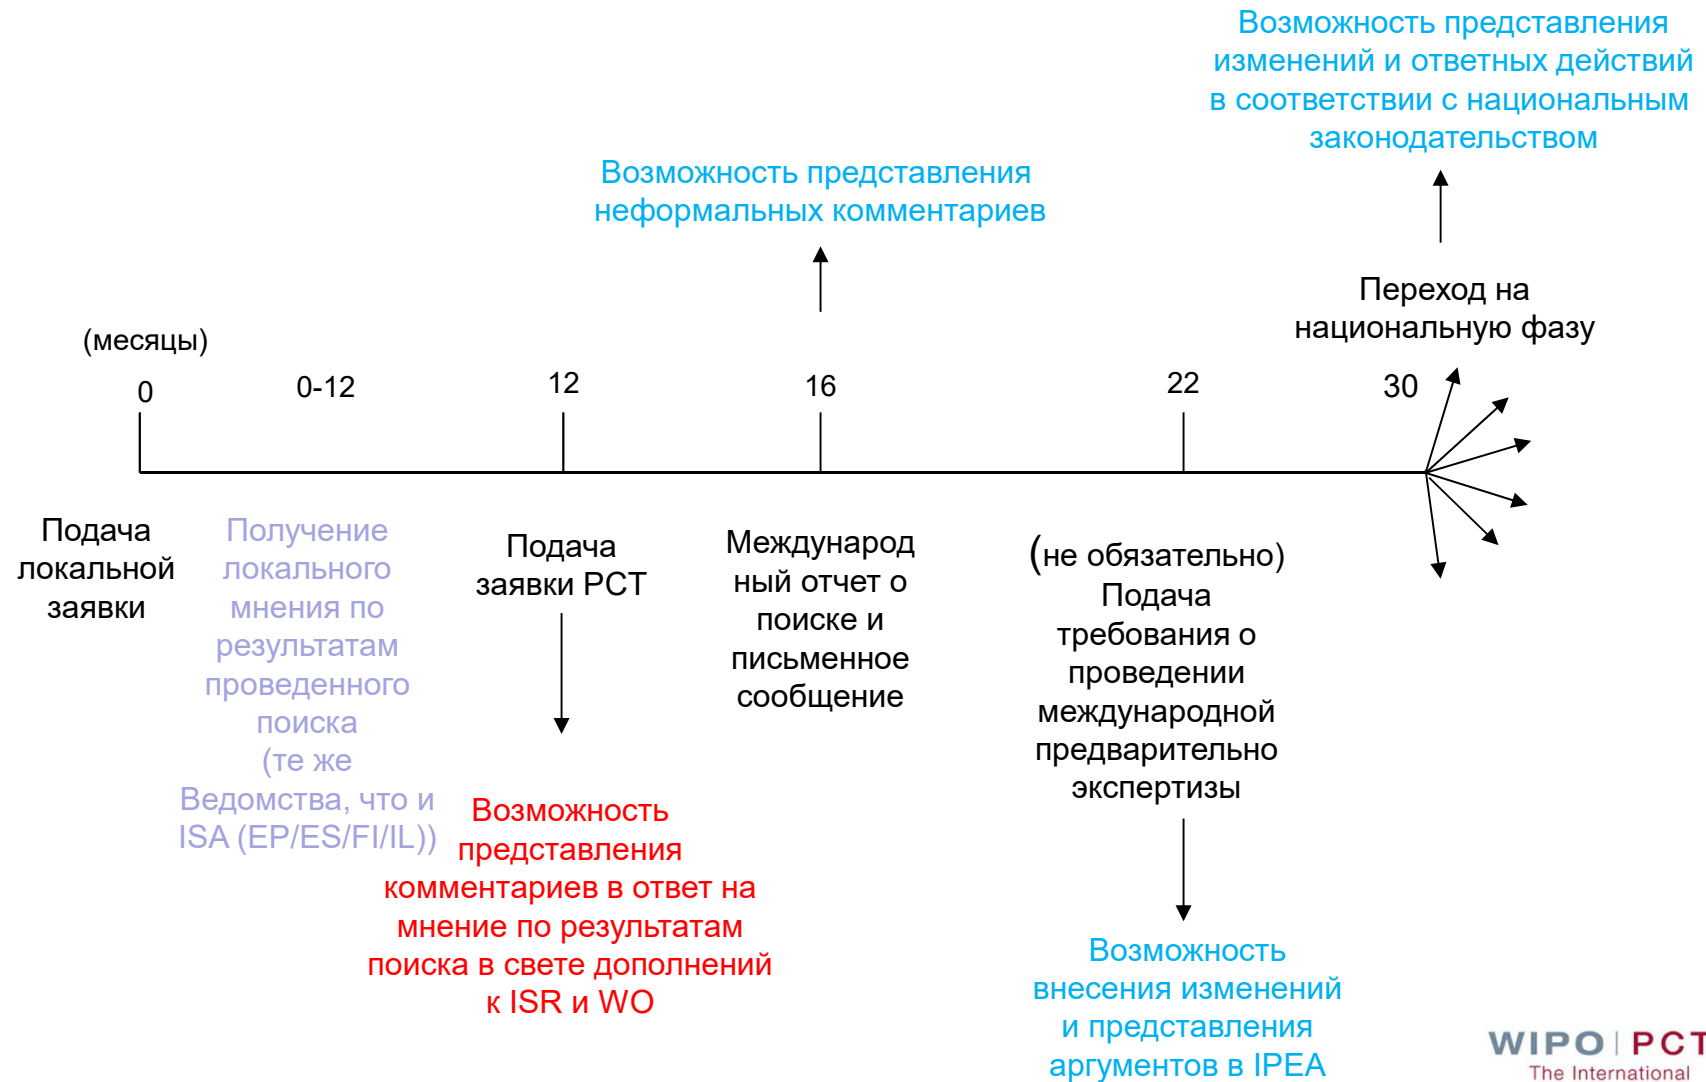 Возможность представления
изменений и ответных действий
в соответствии с национальным
законодательством
Возможность представления
неформальных комментариев
Переход на
национальную фазу
(месяцы)
0
0-12
12
16
22
30
Подача
локальной
заявки
Получение
локального
мнения по
результатам
проведенного
поиска
(те же
Ведомства, что и
ISA (EP/ES/FI/IL))
Подача
заявки PCT
Возможность
представления
комментариев в ответ на
мнение по результатам
поиска в свете дополнений
к ISR и WO
Международ
ный отчет о
поиске и
письменное
сообщение
(не обязательно)
Подача
требования о
проведении
международной
предварительно
экспертизы
Возможность
внесения изменений
и представления
аргументов в IPEA
WIPO | PCT
The International